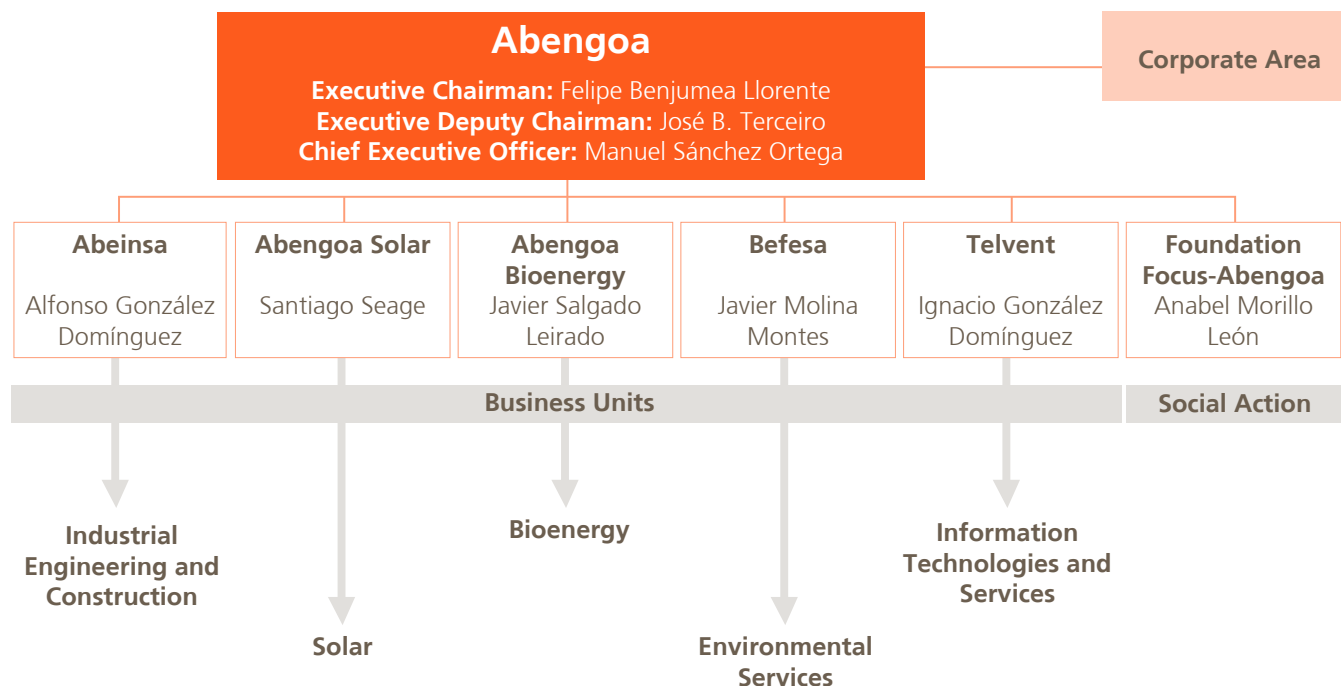 Abengoa
Executive Chairman: Felipe Benjumea Llorente
Executive Deputy Chairman: José B. Terceiro
Chief Executive Officer: Manuel Sánchez Ortega
Corporate Area
Abeinsa
Alfonso González
Domínguez
Abengoa Solar
Santiago Seage
Abengoa
Bioenergy
Javier Salgado
Leirado
Befesa
Javier Molina
Montes
Telvent
Ignacio González
Domínguez
Foundation
Focus-Abengoa
Anabel Morillo
León
Business Units
Social Action
Industrial
Engineering and
Construction
Solar
Bioenergy
Environmental
Services
Information
Technologies and
Services